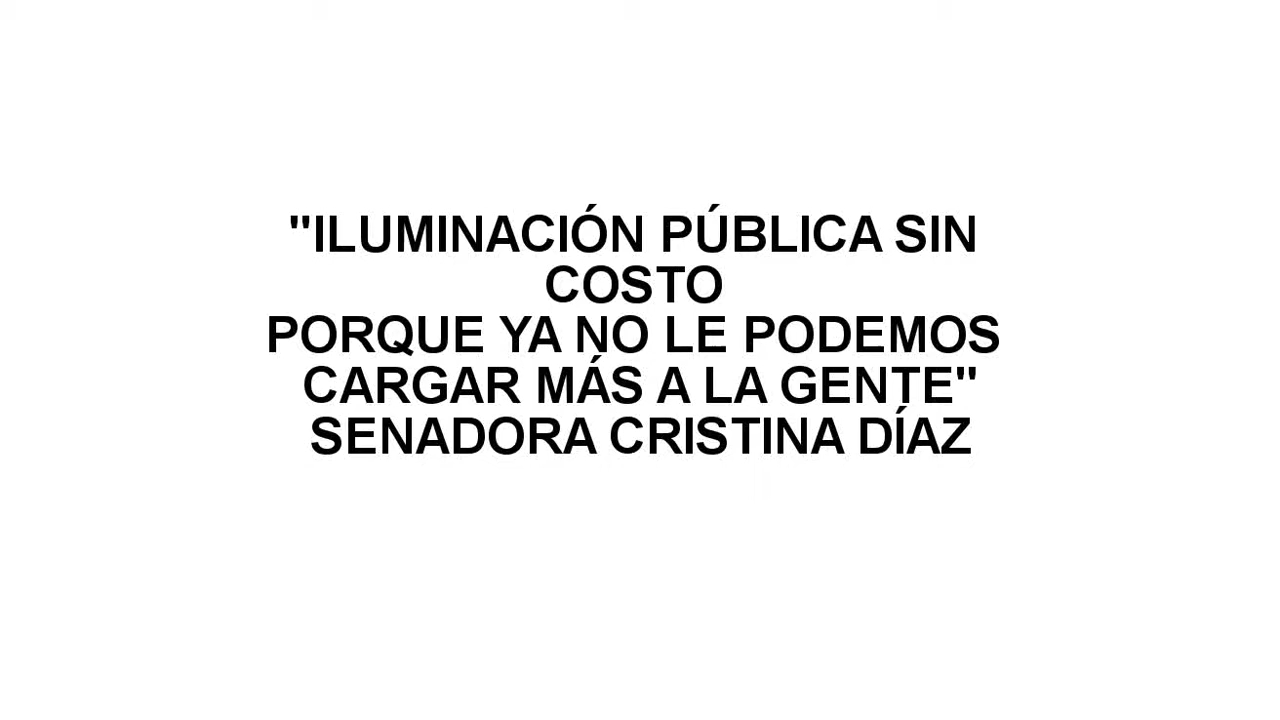 "ILUMINACIÓN PÚBLICA SIN
COSTO
PORQUE YA NO LE PODEMOS
CARGAR MÁS A LA GENTE"
SENADORA CRISTINA DÍAZ